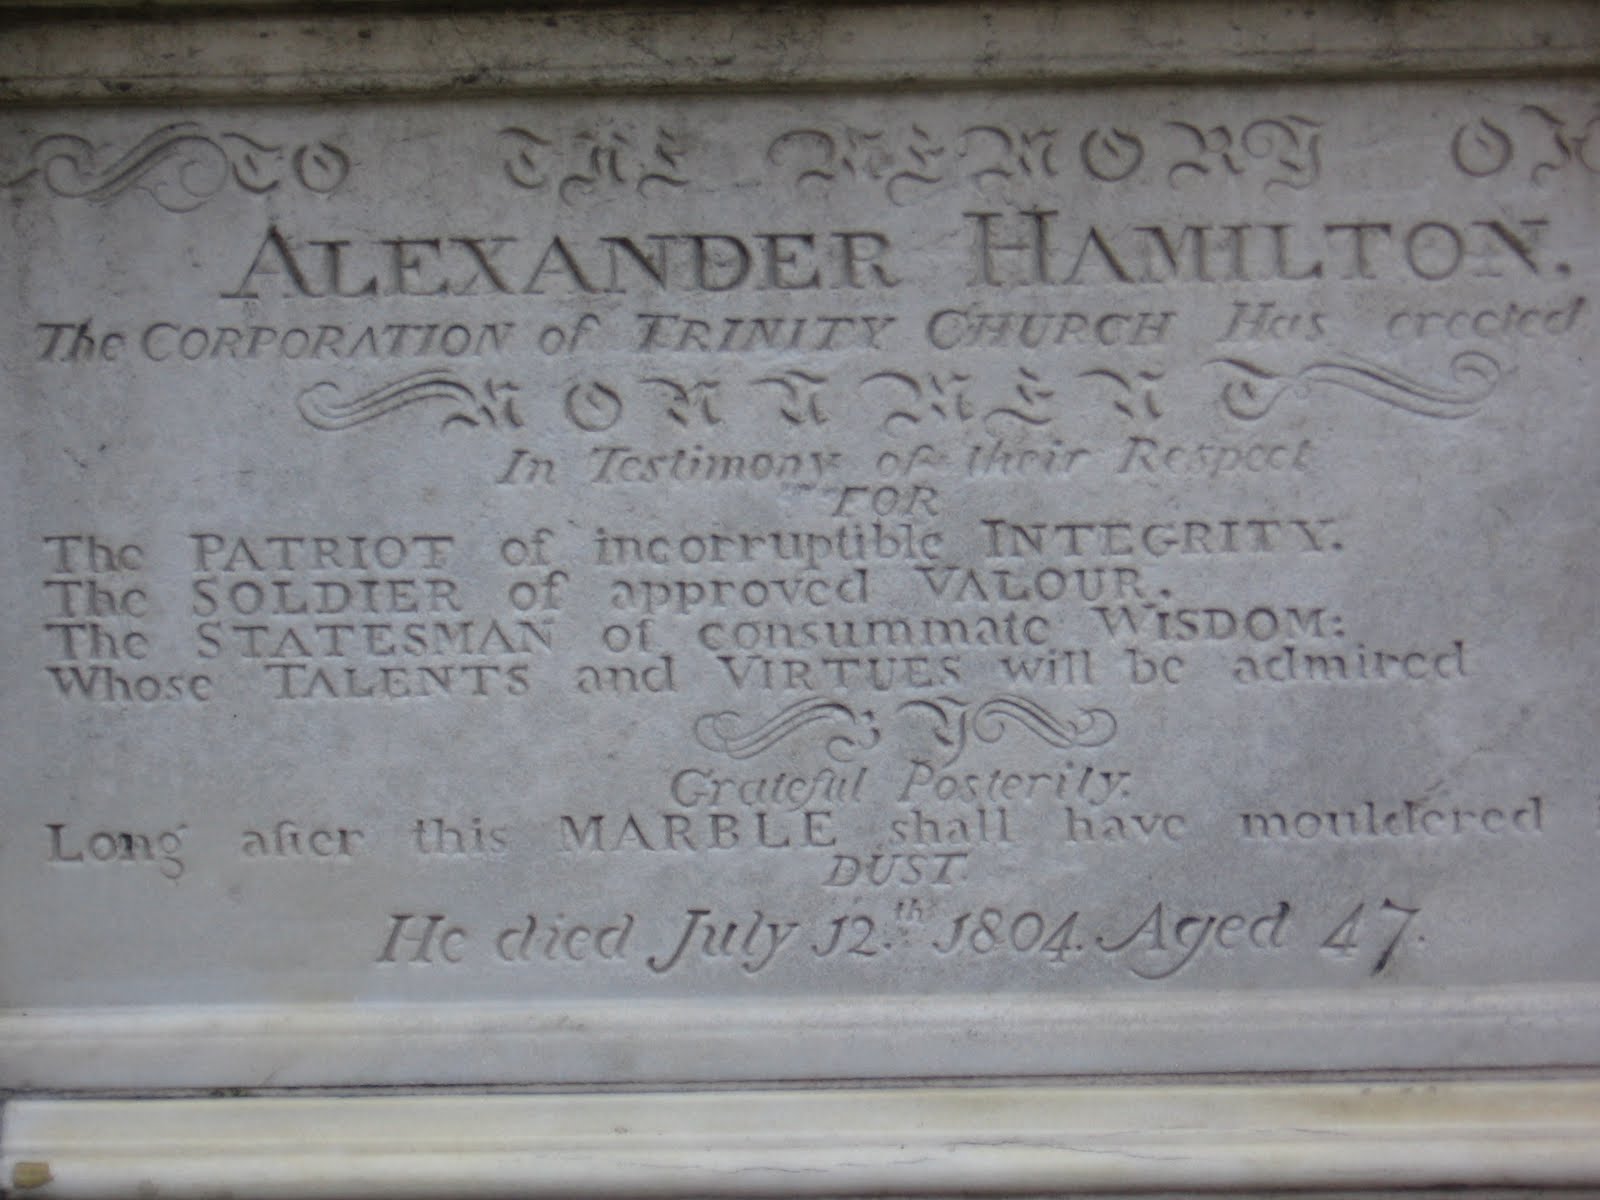 TO THE MEMORY OF
ALEXANDER HAMILTON.
The CORPORATION of TRINITY CHURCH Has erected
MONUMENT
In Testimony of their Respect
FOR
The PATRIOT of incorruptible INTEGRITY.
The SOLDIER of approved VALOUR.
The STATESMAN of consummate WISDOM:
Whose TALENTS and VIRTUES will be admired
BY
Grateful Posterity.
Long after this MARBLE shall have mouldered
DUST
He died July 12.th 1804. Aged 47.